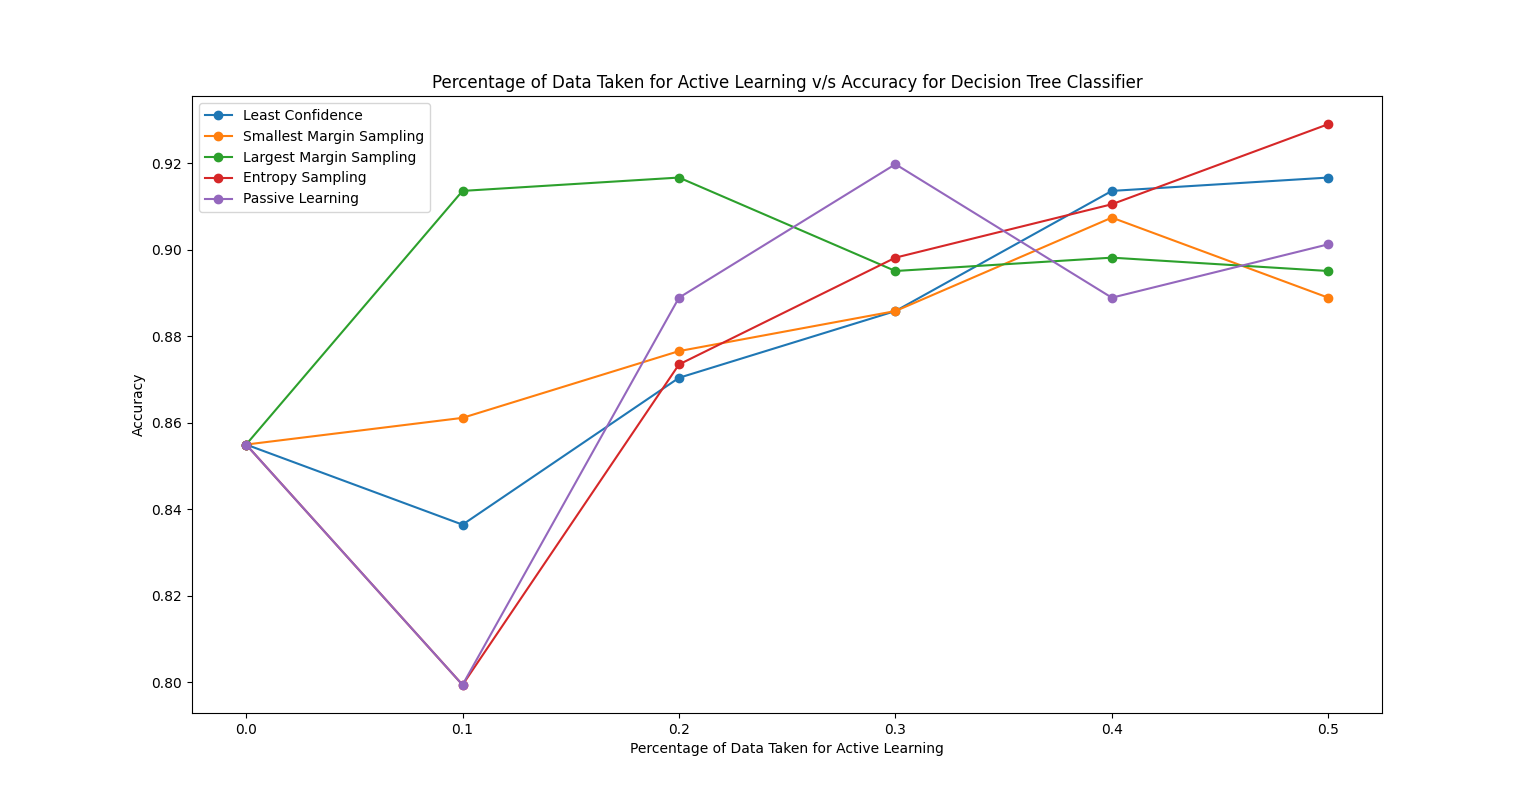 Percentage of Data Taken for Active Learning v/s Accuracy for Decision Tree Classifier
Least Confidence
Smallest Margin Sampling
Largest Margin Sampling
Entropy Sampling
Passive Learning
0.92
0.90
0.88
0.86
0.84
0.82
0.80
Accuracy
0.0 0.1 0.2 0.3 0.4 0.5
Percentage of Data Taken for Active Learning